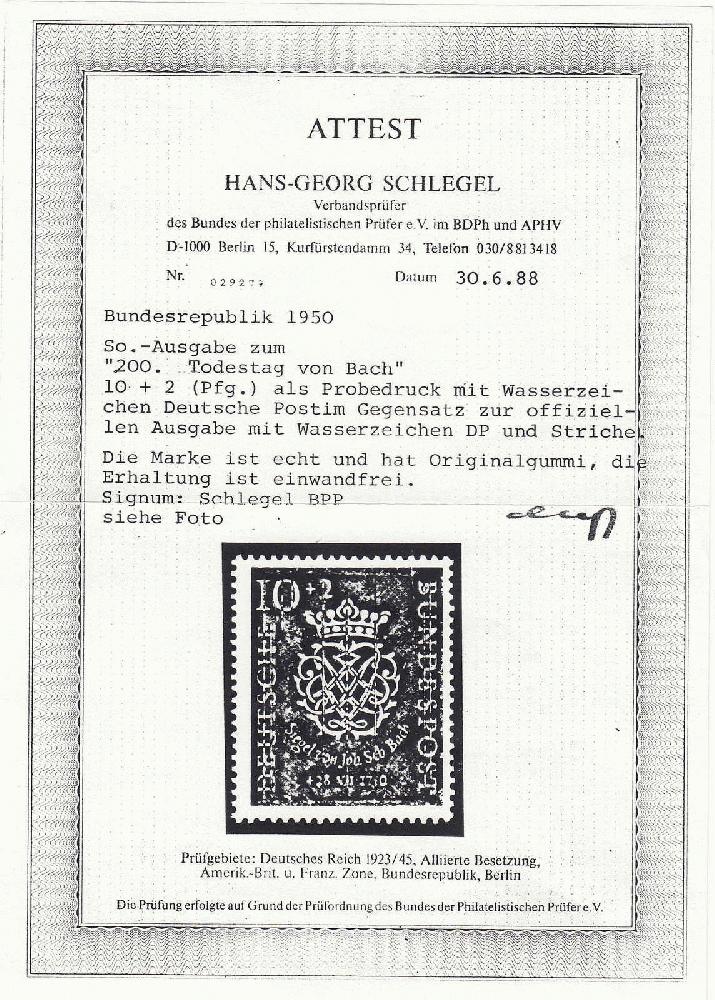 ATTEST
HANS-GEORG SCHLEGEL
Verbandsprüfer
des Bundes der philatelistischen Prüfer e.V. im BDPh und APHV
D-1000 Berlin 15, Kurfürstendamm 34, Telefon 030/8813418
Nr. 029279 Datum 30.6.88
Bundesrepublik 1950
So.-Ausgabe zum
"200. Todestag von Bach"
10 + 2 (Pfg.) als Probedruck mit Wasserzei-
chen Deutsche Postim Gegensatz zur offiziel-
len Ausgabe mit Wasserzeichen DP und Striche.
Die Marke ist echt und hat Originalgummi, die
Erhaltung ist einwandfrei.
Signum: Schlegel BPP
siehe Foto
10+2
DEUTSCHE
BUNDESPOST
Siegel von Joh Seb Bach
+28 VII 1750
Prüfgebiete: Deutsches Reich 1923/45, Alliierte Besetzung,
Amerik.-Brit. u. Franz. Zone, Bundesrepublik, Berlin
Die Prüfung erfolgte auf Grund der Prüfordnung des Bundes der Philatelistischen Prüfer e.V.